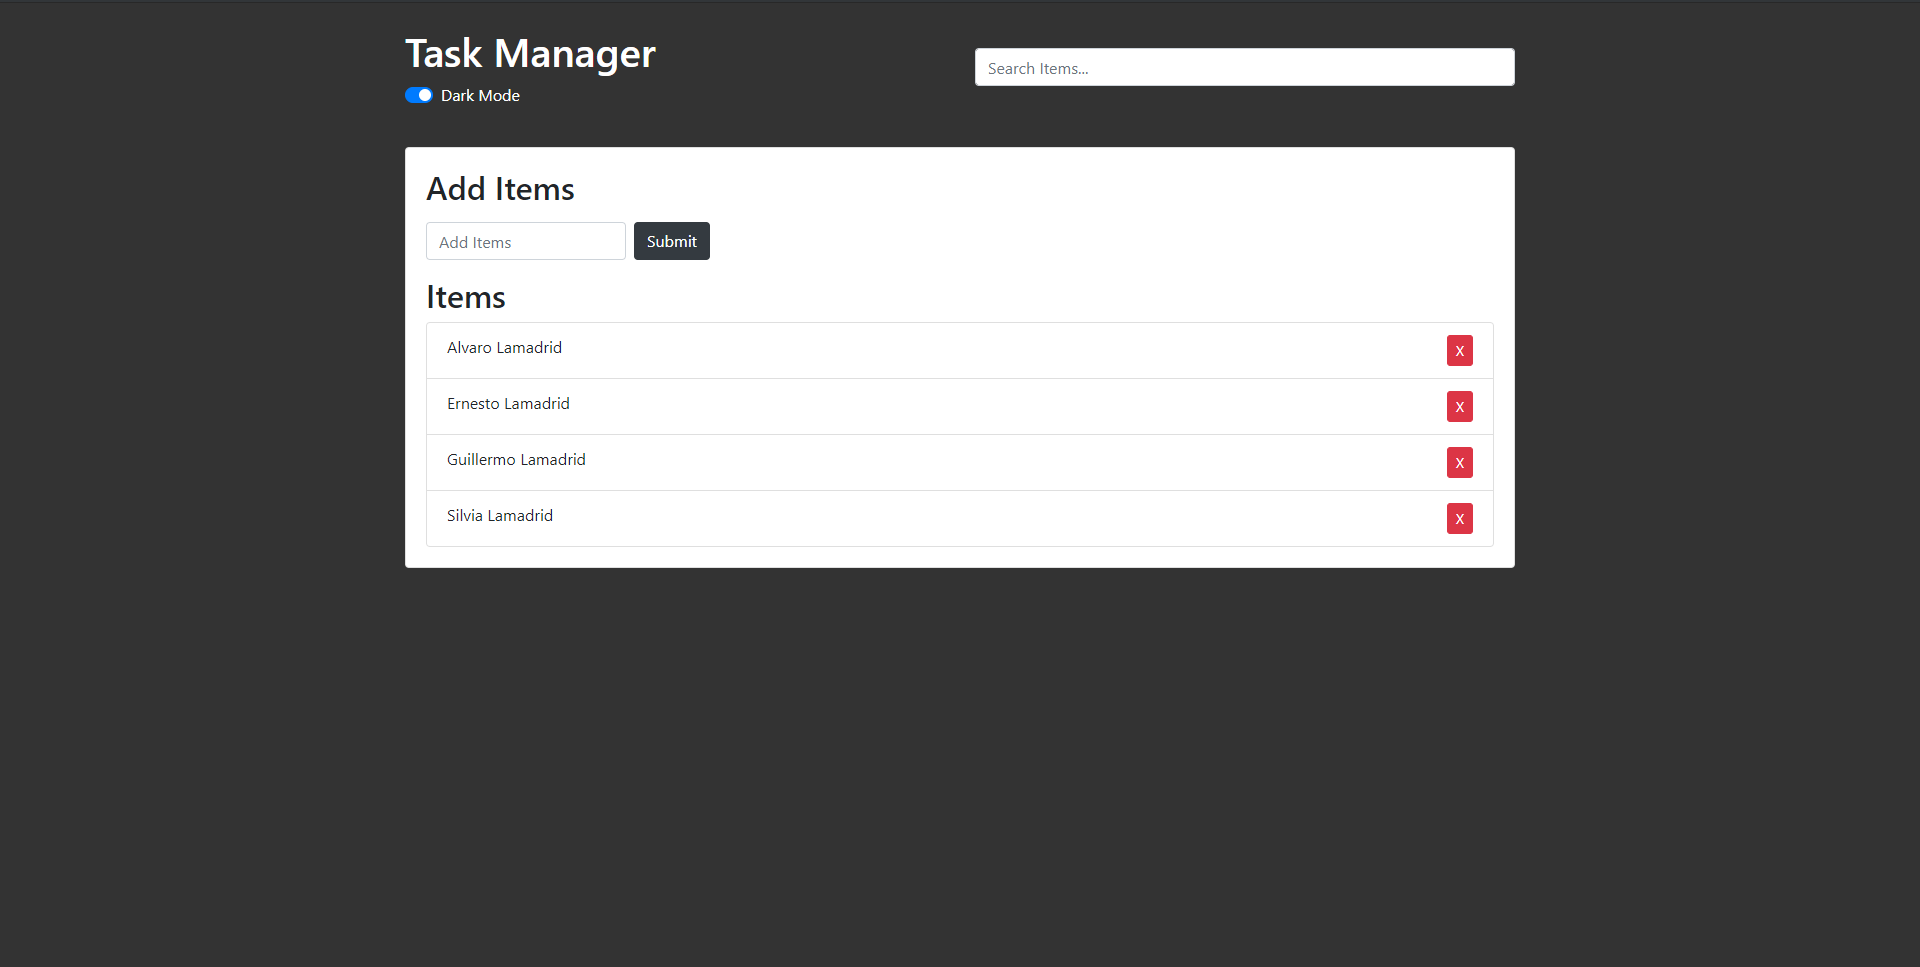 Task Manager
Search Items...
Dark Mode
Add Items
Add Items
Submit
Items
Alvaro Lamadrid
X
Ernesto Lamadrid
X
Guillermo Lamadrid
X
Silvia Lamadrid
X